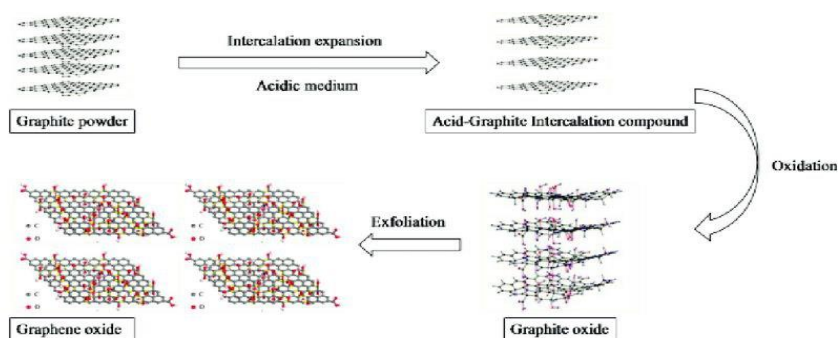 Intercalation expansion
Acidic medium
Graphite powder
Acid-Graphite Intercalation compound
Oxidation
Exfoliation
C
O
C
O
C
O
C
O
Graphene oxide
Graphite oxide